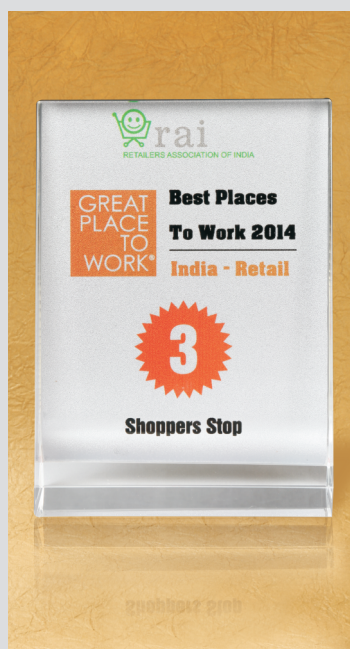 rai
RETAILERS ASSOCIATION OF INDIA
GREAT
PLACE
TO
WORK®
Best Places
To Work 2014
India - Retail
3
Shoppers Stop